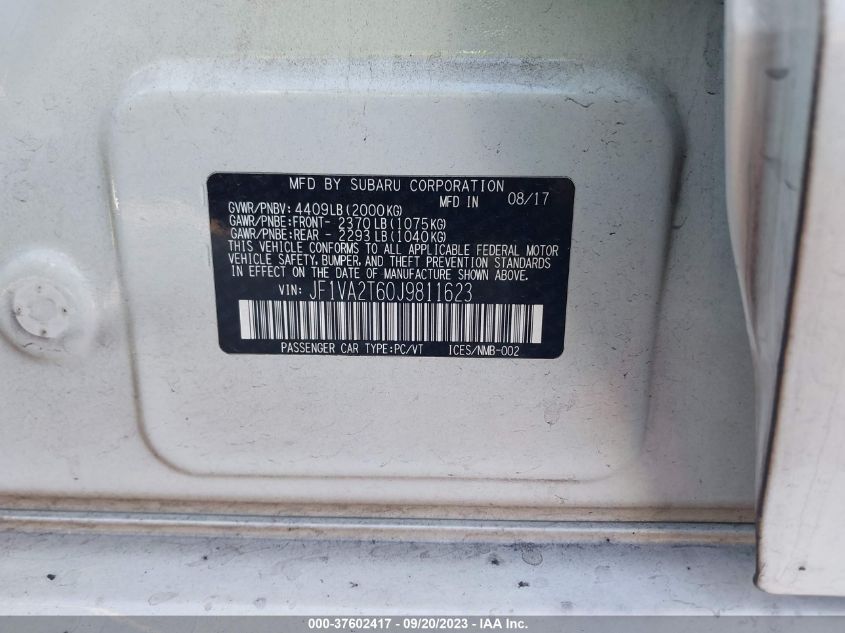 MFD BY SUBARU CORPORATION
MFD IN 08/17
GVWR/PNBV: 4409LB(2000KG)
GAWR/PNBE:FRONT- 2370LB(1075KG)
GAWR/PNBE:REAR - 2293LB(1040KG)
THIS VEHICLE CONFORMS TO ALL APPLICABLE FEDERAL MOTOR
VEHICLE SAFETY, BUMPER, AND THEFT PREVENTION STANDARDS
IN EFFECT ON THE DATE OF MANUFACTURE SHOWN ABOVE.
VIN: JF1VA2T60J9811623
PASSENGER CAR TYPE:PC/VT ICES/NMB-002
000-37602417 - 09/20/2023 - IAA Inc.